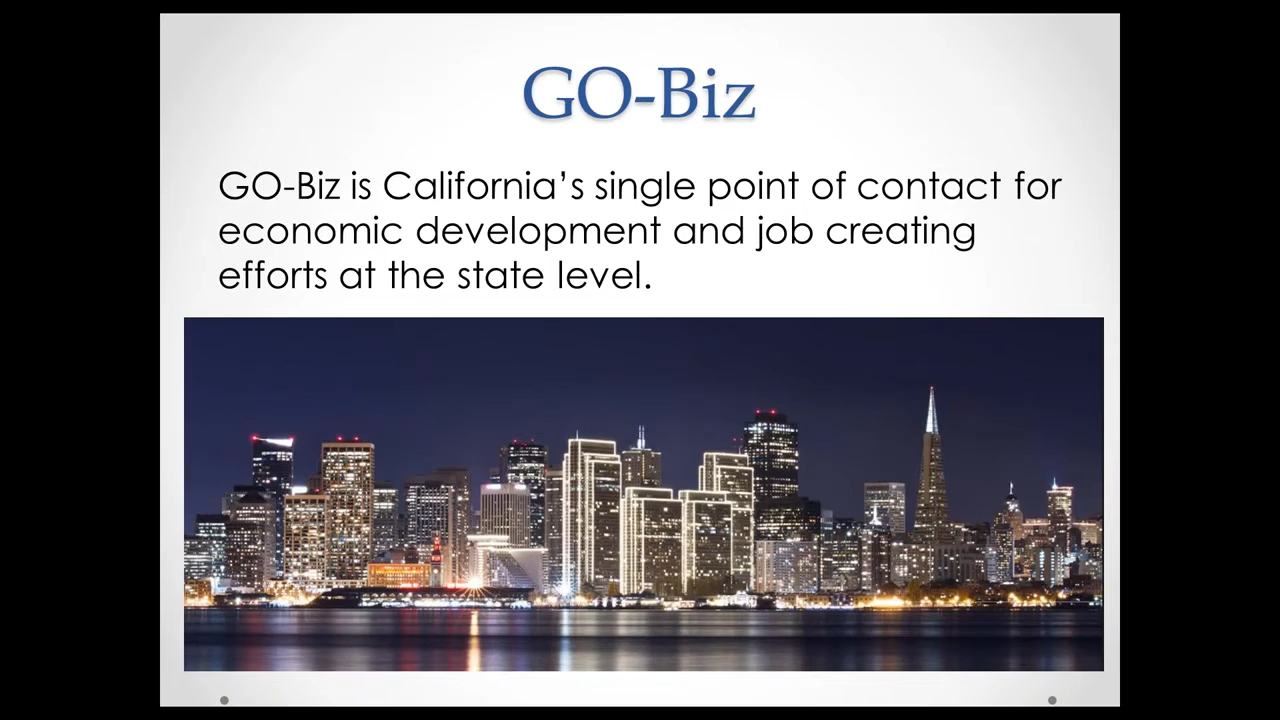 GO-Biz
GO-Biz is California’s single point of contact for
economic development and job creating
efforts at the state level.